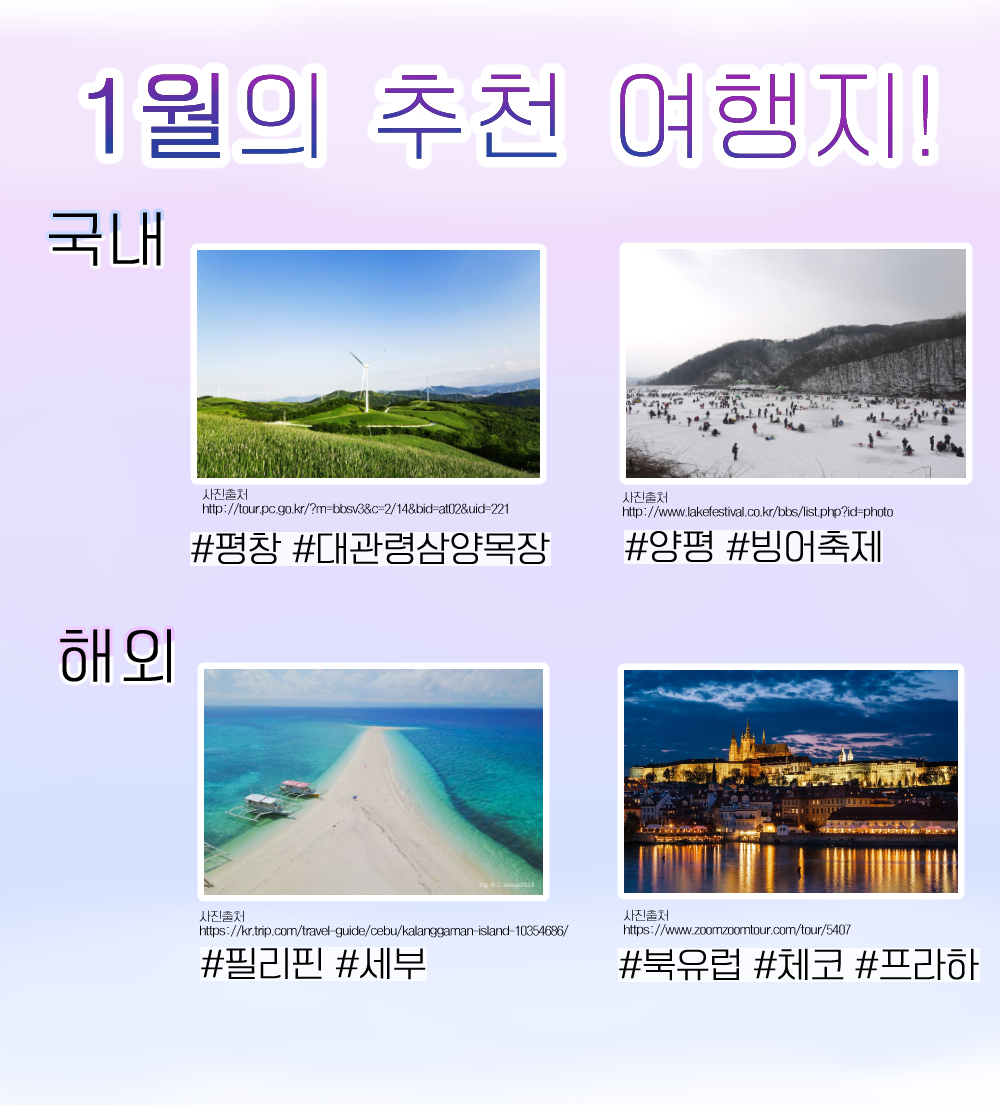 1월의 추천 여행지!
국내
사진출처
http://tour.pc.go.kr/?m=bbsv3&c=2/14&bid=at02&uid=221
#평창 #대관령삼양목장
사진출처
http://www.lakefestival.co.kr/bbs/list.php?id=photo
#양평 #빙어축제
해외
사진출처
https://kr.trip.com/travel-guide/cebu/kalanggaman-island-10354686/
#필리핀 #세부
사진출처
https://www.zoomzoomtour.com/tour/5407
#북유럽 #체코 #프라하